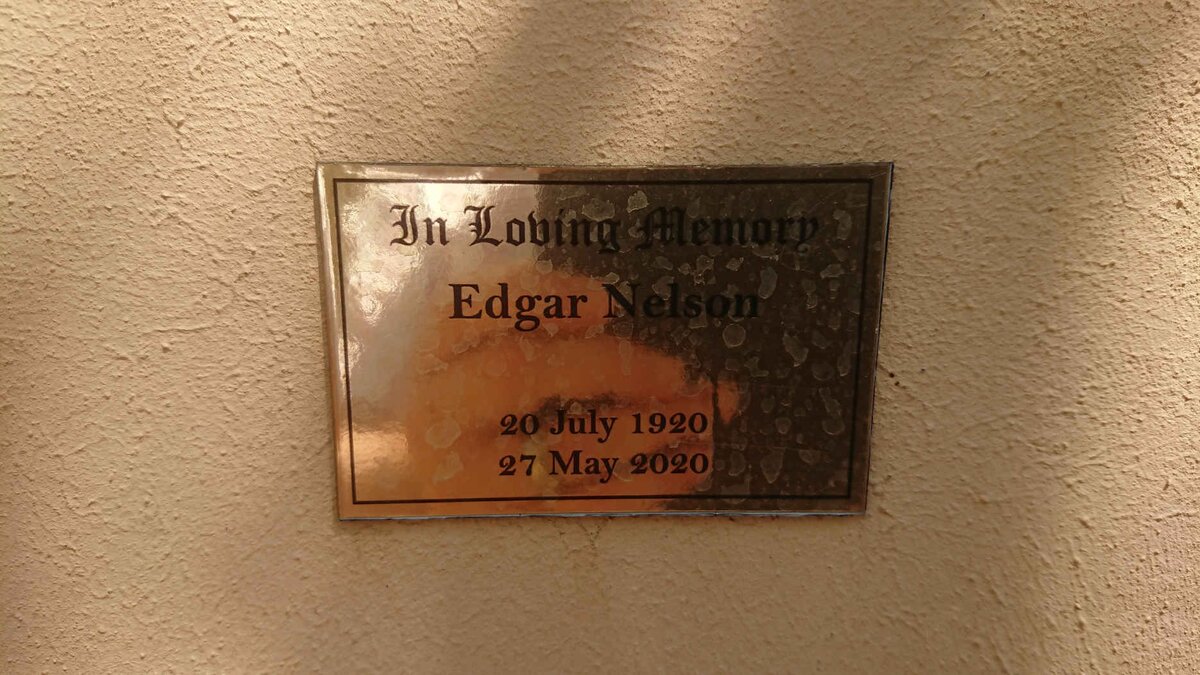 In Loving Memory
Edgar Nelson
20 July 1920
27 May 2020